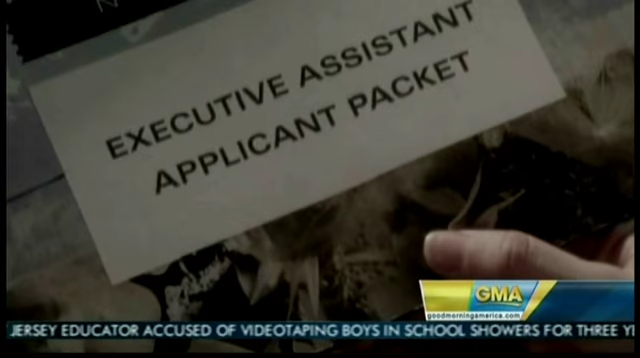 EXECUTIVE ASSISTANT
APPLICANT PACKET
GMA
goodmorningamerica.com
JERSEY EDUCATOR ACCUSED OF VIDEOTAPING BOYS IN SCHOOL SHOWERS FOR THREE